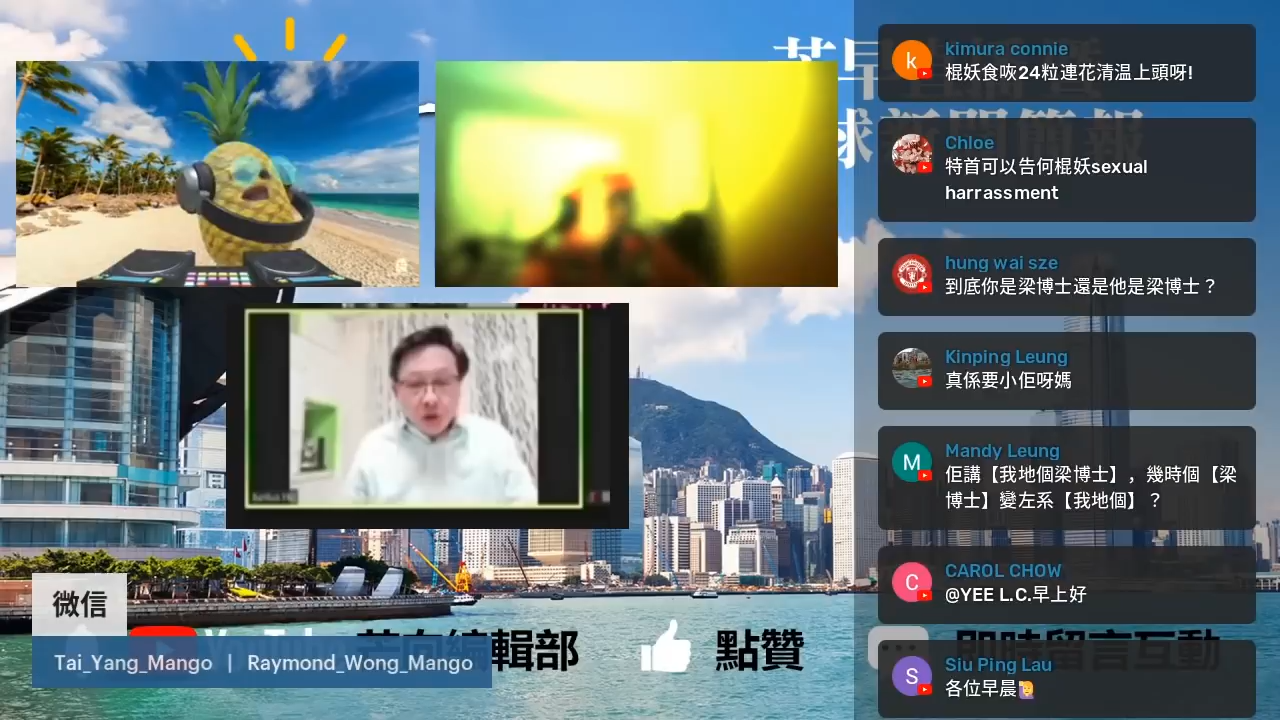 kimura connie
棍妖食咴24粒連花清温上頭呀!
Chloe
特首可以告何棍妖sexual
harrassment
hung wai sze
到底你是梁博士還是他是梁博士？
Kinping Leung
真係要小佢呀媽
Mandy Leung
佢講【我地個梁博士】，幾時個【梁
博士】變左系【我地個】？
CAROL CHOW
@YEE L.C.早上好
Siu Ping Lau
各位早晨🙋
微信
編輯部
點贊
即時留言互動
Tai_Yang_Mango | Raymond_Wong_Mango